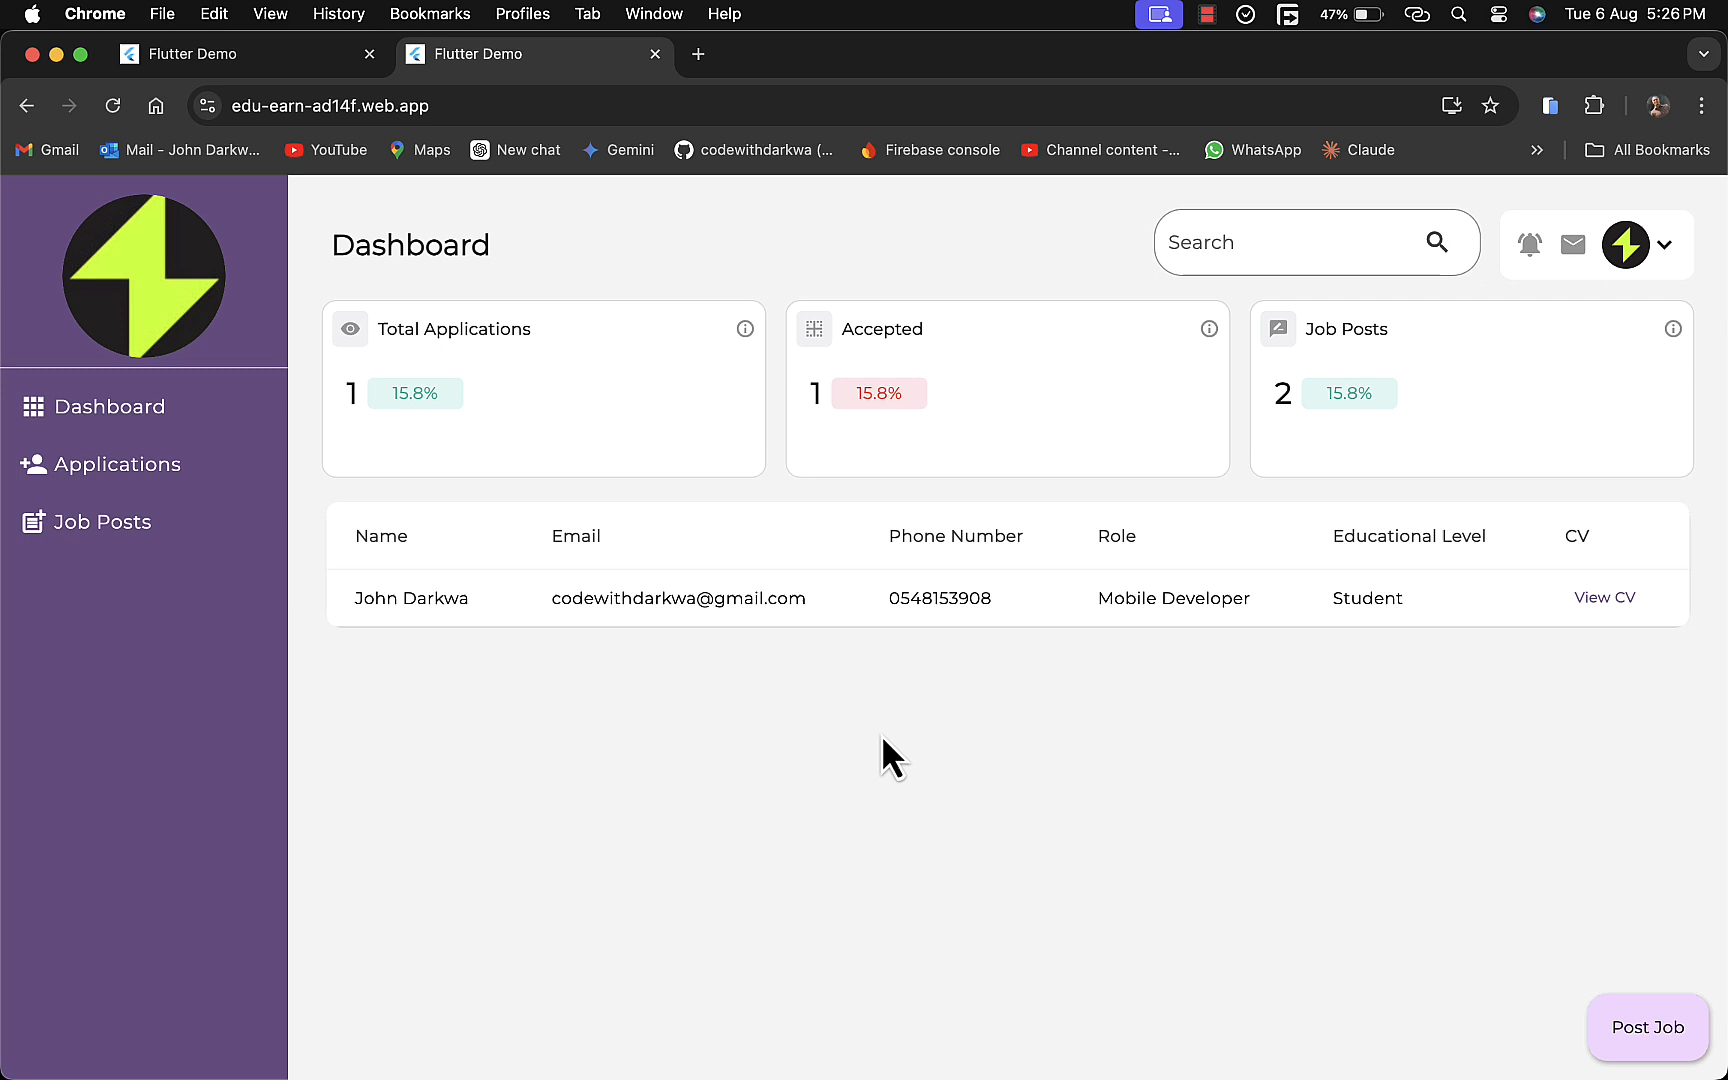 Chrome File Edit View History Bookmarks Profiles Tab Window Help 47% Tue 6 Aug 5:26 PM
Flutter Demo Flutter Demo
edu-earn-ad14f.web.app
Gmail Mail - John Darkw... YouTube Maps New chat Gemini codewithdarkwa (... Firebase console Channel content -... WhatsApp Claude All Bookmarks
Dashboard Search
Total Applications Accepted Job Posts
1 15.8% 1 15.8% 2 15.8%
Dashboard
Applications
Job Posts
Name Email Phone Number Role Educational Level CV
John Darkwa codewithdarkwa@gmail.com 0548153908 Mobile Developer Student View CV
Post Job